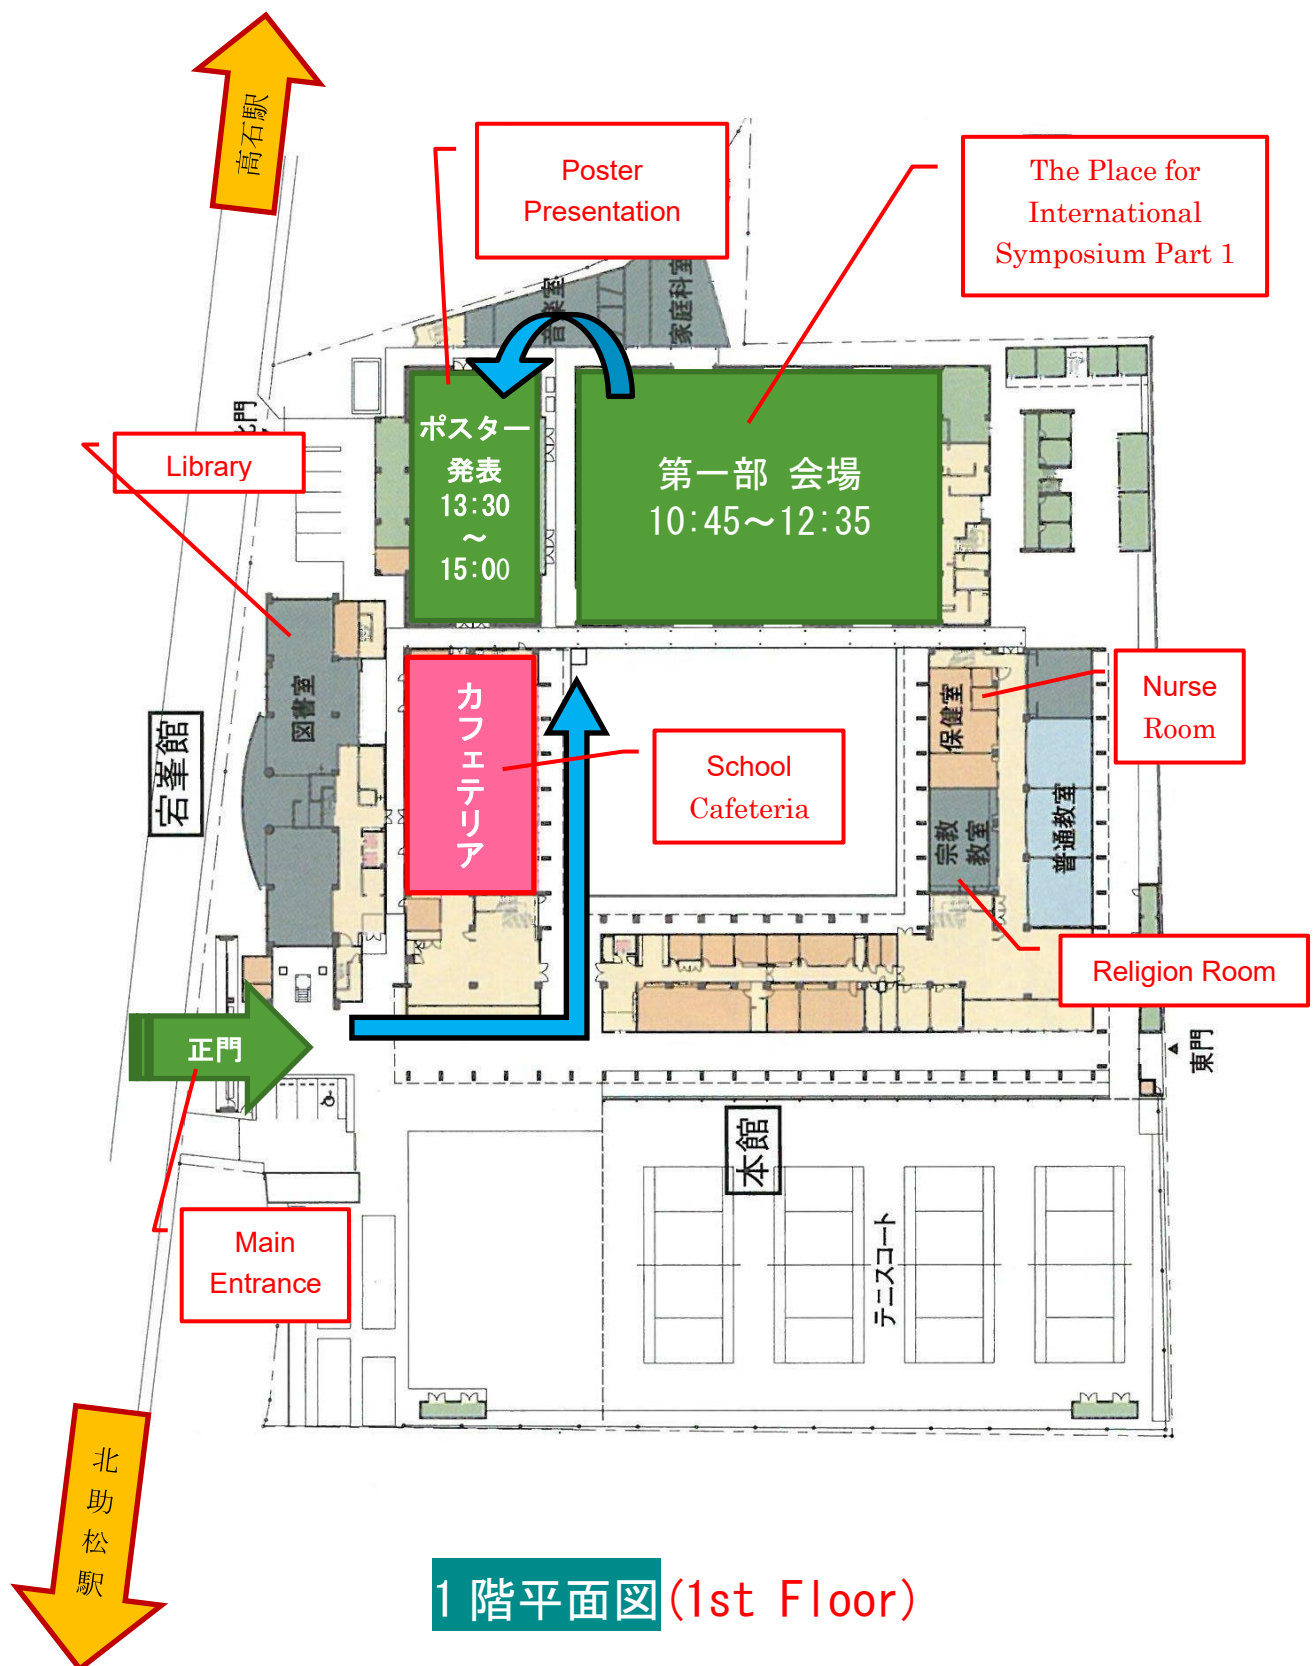 高石駅
Poster
Presentation
The Place for
International
Symposium Part 1
音楽室
家庭科室
北門
Library
ポスター
発表
13:30
～
15:00
第一部 会場
10:45～12:35
図書室
宕峯館
カフェテリア
School
Cafeteria
保健室
Nurse
Room
宗教
教室
普通教室
Religion Room
正門
東門
本館
Main
Entrance
テニスコート
北助松駅
1 階平面図(1st Floor)